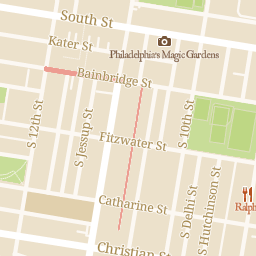 South St
Kater St
Philadelphia's Magic Gardens
Bainbridge St
S 12th St
S Jessup St
S 10th St
Fitzwater St
Catharine St
S Delhi St
S Hutchinson St
Ralph
Christian St